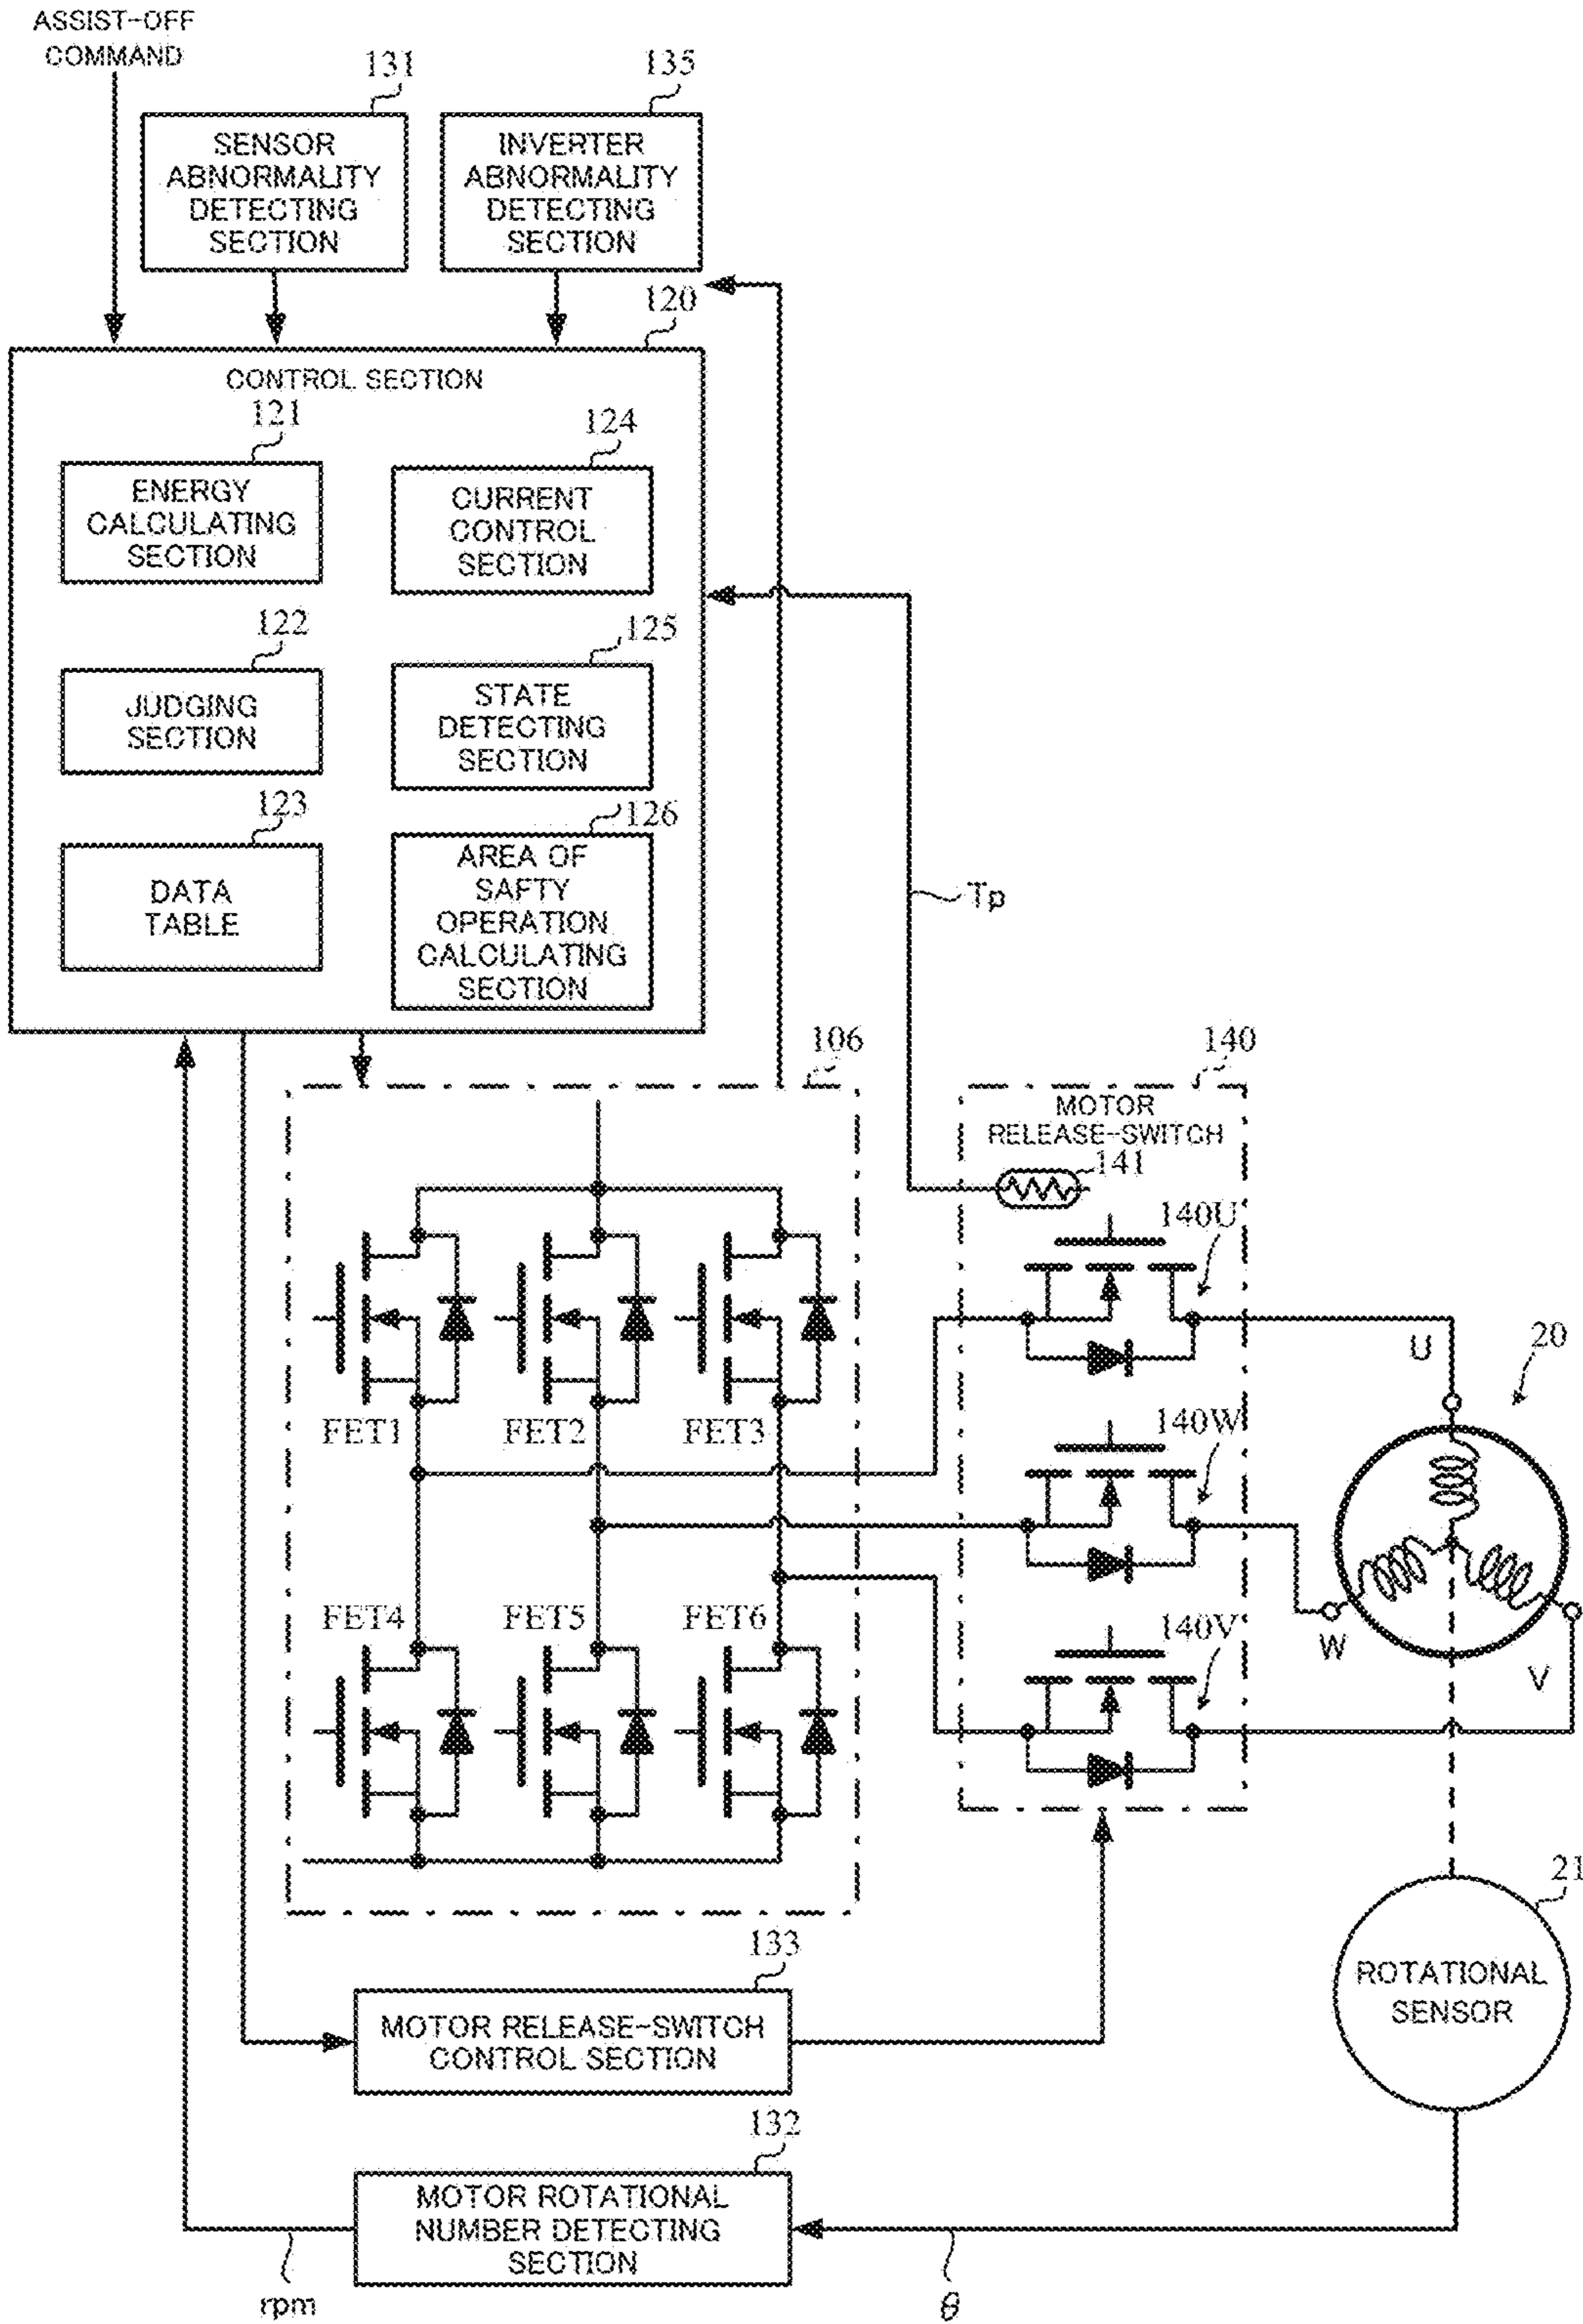 ASSIST-OFF
COMMAND
131
135
SENSOR
ABNORMALITY
DETECTING
SECTION
INVERTER
ABNORMALITY
DETECTING
SECTION
120
CONTROL SECTION
121
124
ENERGY
CALCULATING
SECTION
CURRENT
CONTROL
SECTION
122
125
JUDGING
SECTION
STATE
DETECTING
SECTION
123
126
DATA
TABLE
AREA OF
SAFTY
OPERATION
CALCULATING
SECTION
Tp
106
140
MOTOR
RELEASE-SWITCH
141
140U
U
20
FET1
FET2
FET3
140W
FET4
FET5
FET6
140V
W
V
21
133
ROTATIONAL
SENSOR
MOTOR RELEASE-SWITCH
CONTROL SECTION
132
MOTOR ROTATIONAL
NUMBER DETECTING
SECTION
rpm
θ